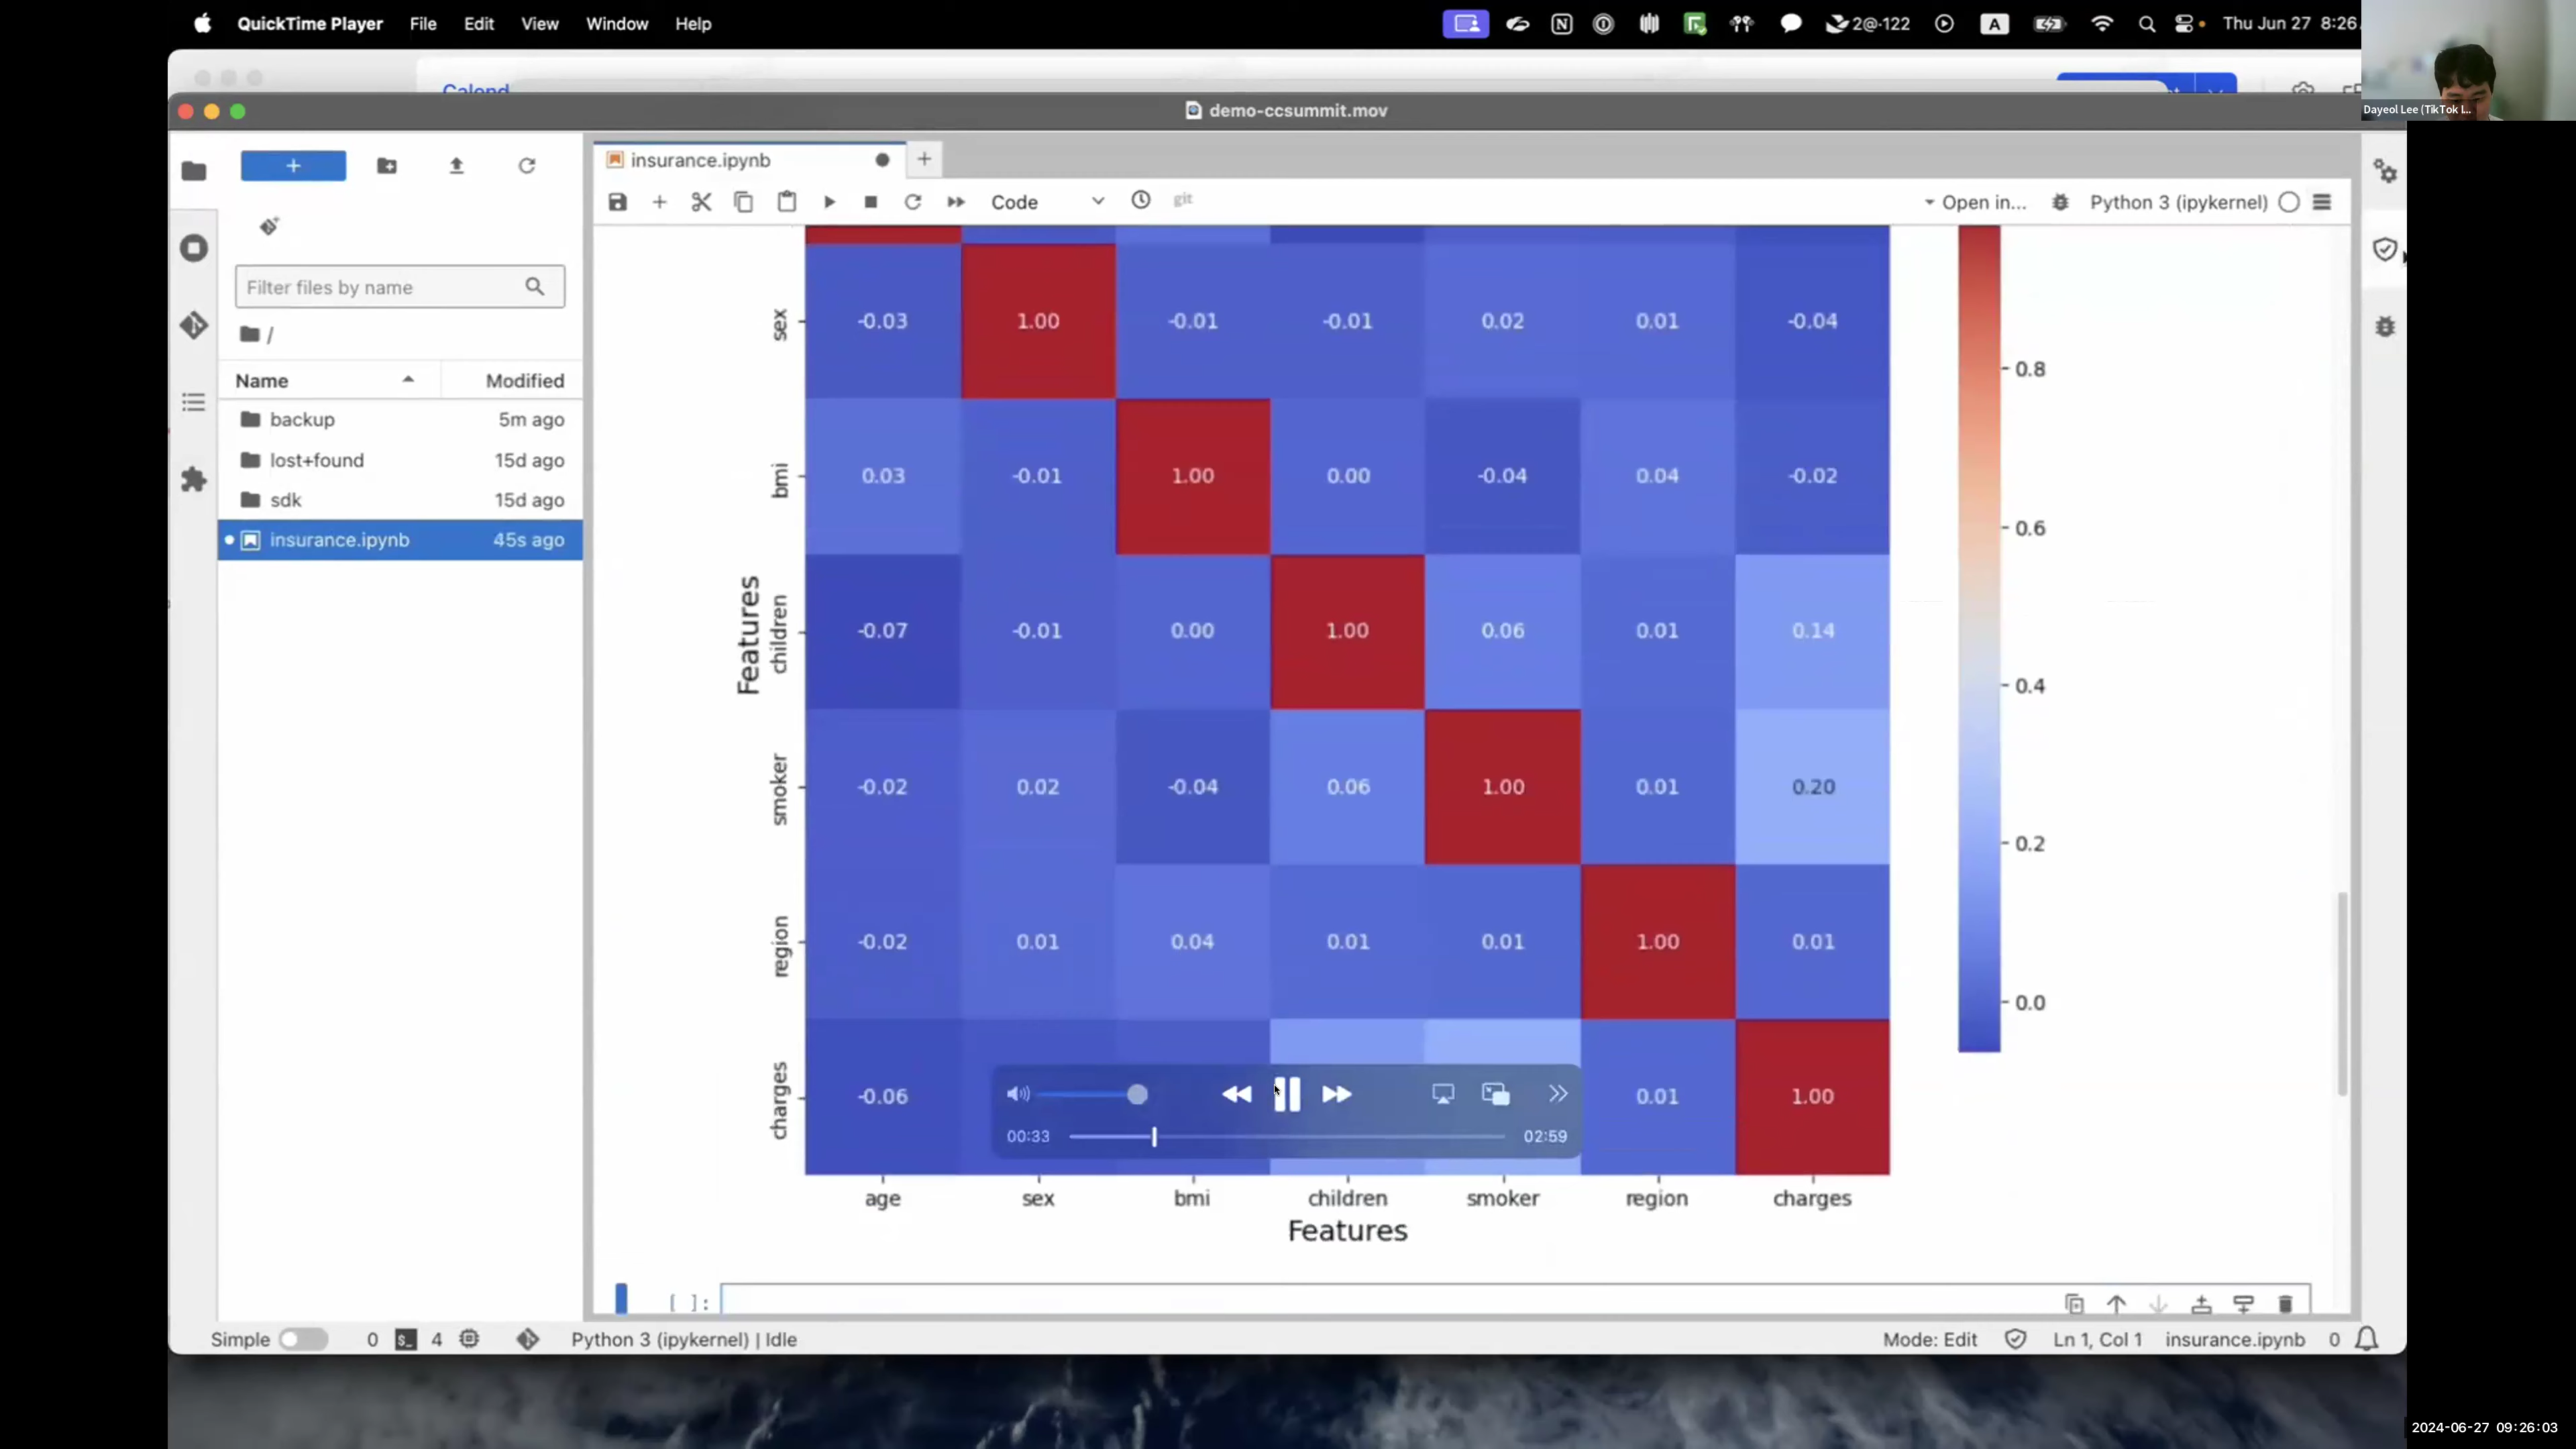 QuickTime Player File Edit View Window Help 2@·122 A Thu Jun 27 8:26
Calend
demo-ccsummit.mov
Dayeol Lee (TikTok I...
insurance.ipynb
Code git Open in... Python 3 (ipykernel)
Filter files by name
/
Name Modified
backup 5m ago
lost+found 15d ago
sdk 15d ago
insurance.ipynb 45s ago
sex -0.03 1.00 -0.01 -0.01 0.02 0.01 -0.04
bmi 0.03 -0.01 1.00 0.00 -0.04 0.04 -0.02
Features
children -0.07 -0.01 0.00 1.00 0.06 0.01 0.14
smoker -0.02 0.02 -0.04 0.06 1.00 0.01 0.20
region -0.02 0.01 0.04 0.01 0.01 1.00 0.01
charges -0.06 0.01 1.00
0.8
0.6
0.4
0.2
0.0
00:33 02:59
age sex bmi children smoker region charges
Features
[ ]:
Simple 0 $_ 4 Python 3 (ipykernel) | Idle Mode: Edit Ln 1, Col 1 insurance.ipynb 0
2024-06-27 09:26:03